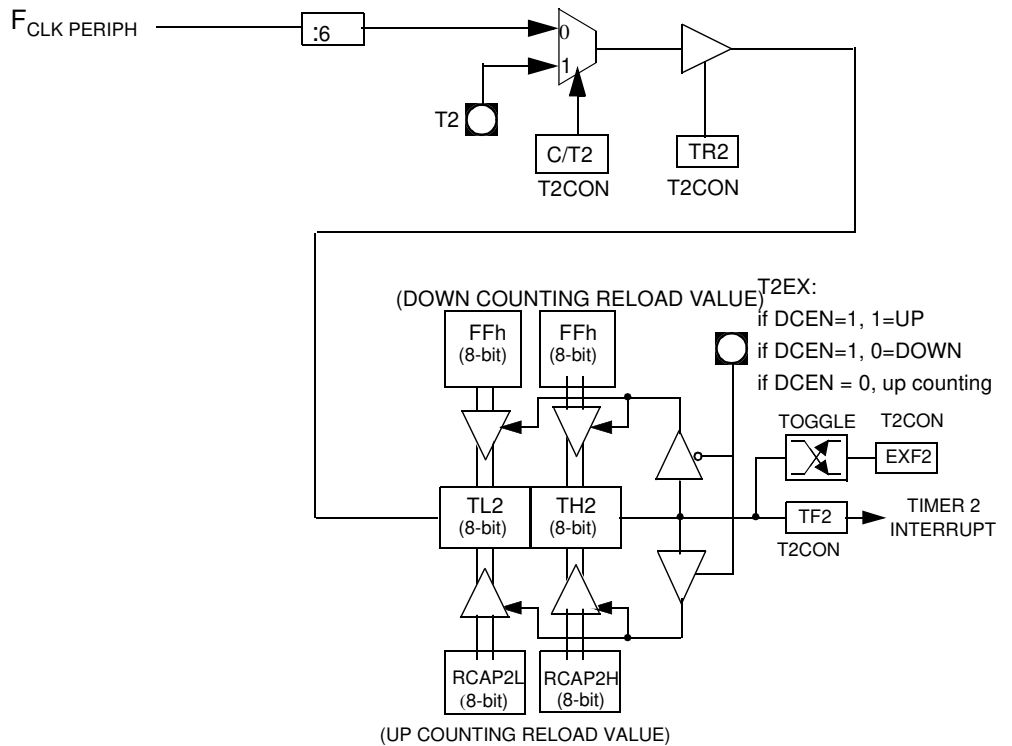 FCLK PERIPH
:6
0
1
T2
C/T2
TR2
T2CON
T2CON
T2EX:
(DOWN COUNTING RELOAD VALUE)
if DCEN=1, 1=UP
FFh
(8-bit)
FFh
(8-bit)
if DCEN=1, 0=DOWN
if DCEN = 0, up counting
TOGGLE
T2CON
EXF2
TL2
(8-bit)
TH2
(8-bit)
TF2
TIMER 2
INTERRUPT
T2CON
RCAP2L
(8-bit)
RCAP2H
(8-bit)
(UP COUNTING RELOAD VALUE)